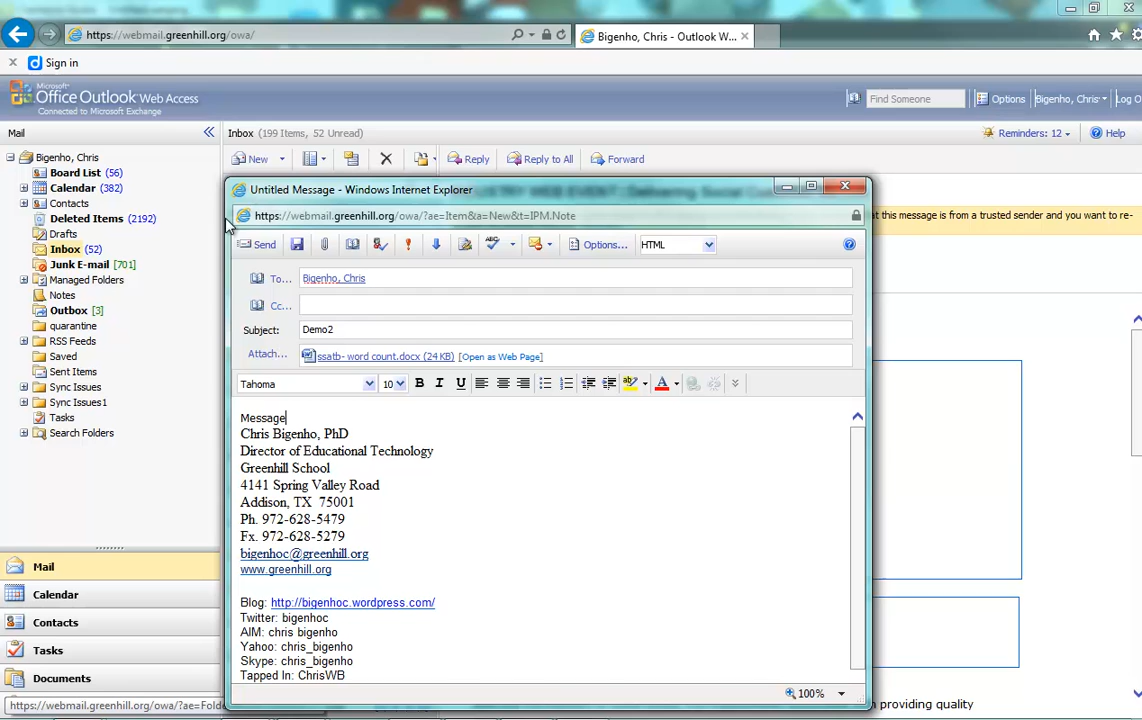 https://webmail.greenhill.org/owa/
Bigenho, Chris - Outlook W...
Sign in
Microsoft
Office Outlook Web Access
Connected to Microsoft Exchange
Find Someone
Options
Bigenho, Chris
Log O
Mail
Inbox (199 Items, 52 Unread)
Reminders: 12
Help
Bigenho, Chris
Board List (56)
Calendar (382)
Contacts
Deleted Items (2192)
Drafts
Inbox (52)
Junk E-mail [701]
Managed Folders
Notes
Outbox [3]
quarantine
RSS Feeds
Saved
Sent Items
Sync Issues
Sync Issues1
Tasks
Search Folders
Mail
Calendar
Contacts
Tasks
Documents
https://webmail.greenhill.org/owa/?ae=Folde
New
Reply
Reply to All
Forward
Untitled Message - Windows Internet Explorer
USTRY WEB EVENT | Delivering Social Cus
https://webmail.greenhill.org/owa/?ae=Item&a=New&t=IPM.Note
at this message is from a trusted sender and you want to re-
Send
Options...
HTML
To...
Bigenho, Chris
Cc...
Subject:
Demo2
Attach...
ssatb- word count.docx (24 KB) [Open as Web Page]
Tahoma
10
B I U
A
Message
Chris Bigenho, PhD
Director of Educational Technology
Greenhill School
4141 Spring Valley Road
Addison, TX 75001
Ph. 972-628-5479
Fx. 972-628-5279
bigenhoc@greenhill.org
www.greenhill.org
Blog: http://bigenhoc.wordpress.com/
Twitter: bigenhoc
AIM: chris bigenho
Yahoo: chris_bigenho
Skype: chris_bigenho
Tapped In: ChrisWB
100%
providing quality